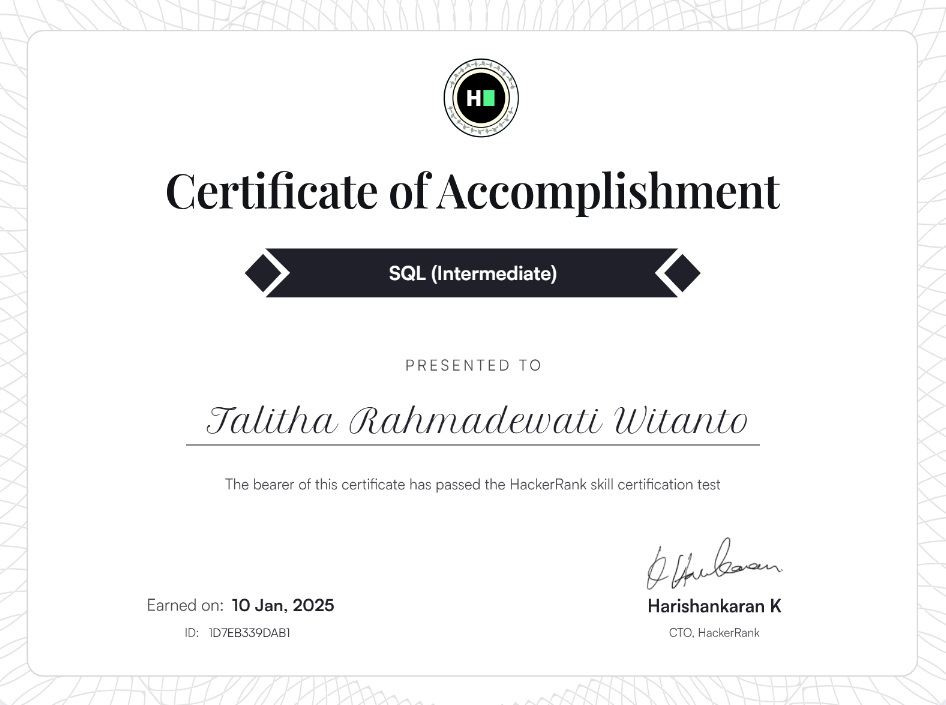 H
Certificate of Accomplishment
SQL (Intermediate)
PRESENTED TO
Talitha Rahmadewati Witanto
The bearer of this certificate has passed the HackerRank skill certification test
Earned on: 10 Jan, 2025
ID: 1D7EB339DAB1
Harishankaran K
CTO, HackerRank